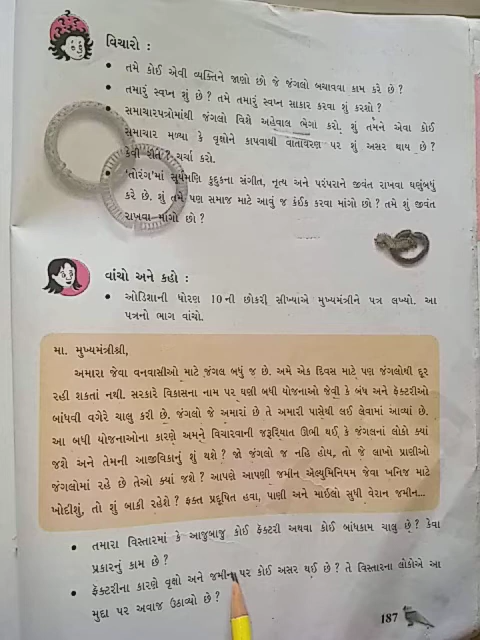 વિચારો :
• તમે કોઈ એવી વ્યક્તિને જાણો છો જે જંગલો બચાવવા કામ કરે છે ?
• તમારું સ્વપ્ન શું છે ? તમે તમારું સ્વપ્ન સાકાર કરવા શું કરશો ?
• સમાચારપત્રોમાંથી જંગલો વિશે અહેવાલ ભેગા કરો. શું તમને એવા કોઈ
સમાચાર મળ્યા કે વૃક્ષોને કાપવાથી વાતાવરણ પર શું અસર થાય છે ?
કેવી રીતે ? ચર્ચા કરો.
• 'તોરંગ'માં સુર્યમણિ કુડુકના સંગીત, નૃત્ય અને પરંપરાને જીવંત રાખવા ઘણુંબધું
કરે છે. શું તમે પણ સમાજ માટે આવું જ કંઈક કરવા માંગો છો ? તમે શું જીવંત
રાખવા માંગો છો ?
વાંચો અને કહો :
• ઓડિશાની ધોરણ 10 ની છોકરી સીખ્યાએ મુખ્યમંત્રીને પત્ર લખ્યો. આ
પત્રનો ભાગ વાંચો.
મા. મુખ્યમંત્રીશ્રી,
અમારા જેવા વનવાસીઓ માટે જંગલ બધું જ છે. અમે એક દિવસ માટે પણ જંગલોથી દૂર
રહી શકતાં નથી. સરકારે વિકાસના નામ પર ઘણી બધી યોજનાઓ જેવી કે બંધ અને ફૅક્ટરીઓ
બાંધવી વગેરે ચાલુ કરી છે. જંગલો જે અમારાં છે તે અમારી પાસેથી લઈ લેવામાં આવ્યાં છે.
આ બધી યોજનાઓના કારણે અમને વિચારવાની જરૂરિયાત ઊભી થઈ કે જંગલનાં લોકો ક્યાં
જશે અને તેમની આજીવિકાનું શું થશે ? જો જંગલો જ નહિ હોય, તો જે લાખો પ્રાણીઓ
જંગલોમાં રહે છે તેઓ ક્યાં જશે ? આપણે આપણી જમીન ઍલ્યુમિનિયમ જેવા ખનિજ માટે
ખોદીશું, તો શું બાકી રહેશે ? ફક્ત પ્રદૂષિત હવા, પાણી અને માઈલો સુધી વેરાન જમીન...
• તમારા વિસ્તારમાં કે આજુબાજુ કોઈ ફૅક્ટરી અથવા કોઈ બાંધકામ ચાલુ છે ? કેવા
પ્રકારનું કામ છે ?
• ફૅક્ટરીના કારણે વૃક્ષો અને જમીન પર કોઈ અસર થઈ છે ? તે વિસ્તારના લોકોએ આ
મુદ્દા પર અવાજ ઉઠાવ્યો છે ?
187